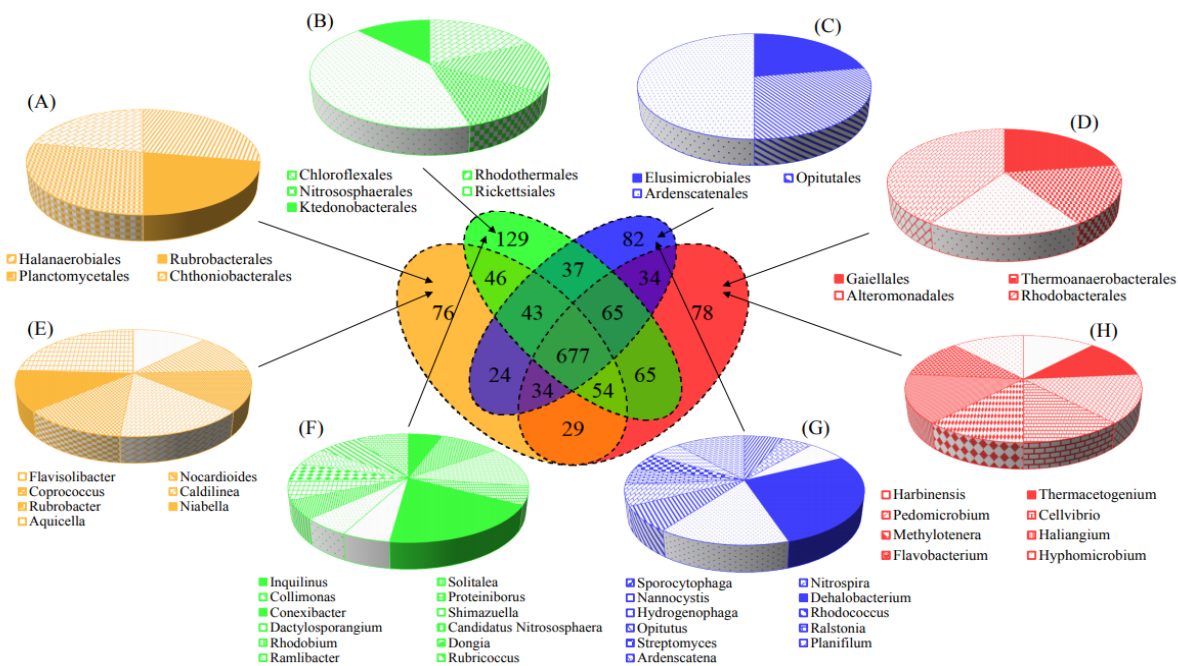 (B)
(C)
(A)
(D)
Chloroflexales Rhodothermales
Nitrososphaerales Rickettsiales
Ktedonobacterales
Elusimicrobiales Opitutales
Ardenscatenales
Halanaerobiales Rubrobacterales
Planctomycetales Chthoniobacterales
Gaiellales Thermoanaerobacterales
Alteromonadales Rhodobacterales
129 82
46 37 34
76 43 65 78
677
24 34 54 65
29
(E)
(H)
(F)
(G)
Flavisolibacter Nocardioides
Coprococcus Caldilinea
Rubrobacter Niabella
Aquicella
Harbinensis Thermacetogenium
Pedomicrobium Cellvibrio
Methylotenera Haliangium
Flavobacterium Hyphomicrobium
Inquilinus Solitalea
Collimonas Proteiniborus
Conexibacter Shimazuella
Dactylosporangium Candidatus Nitrososphaera
Rhodobium Dongia
Ramlibacter Rubricoccus
Sporocytophaga Nitrospira
Nannocystis Dehalobacterium
Hydrogenophaga Rhodococcus
Opitutus Ralstonia
Streptomyces Planifilum
Ardenscatena